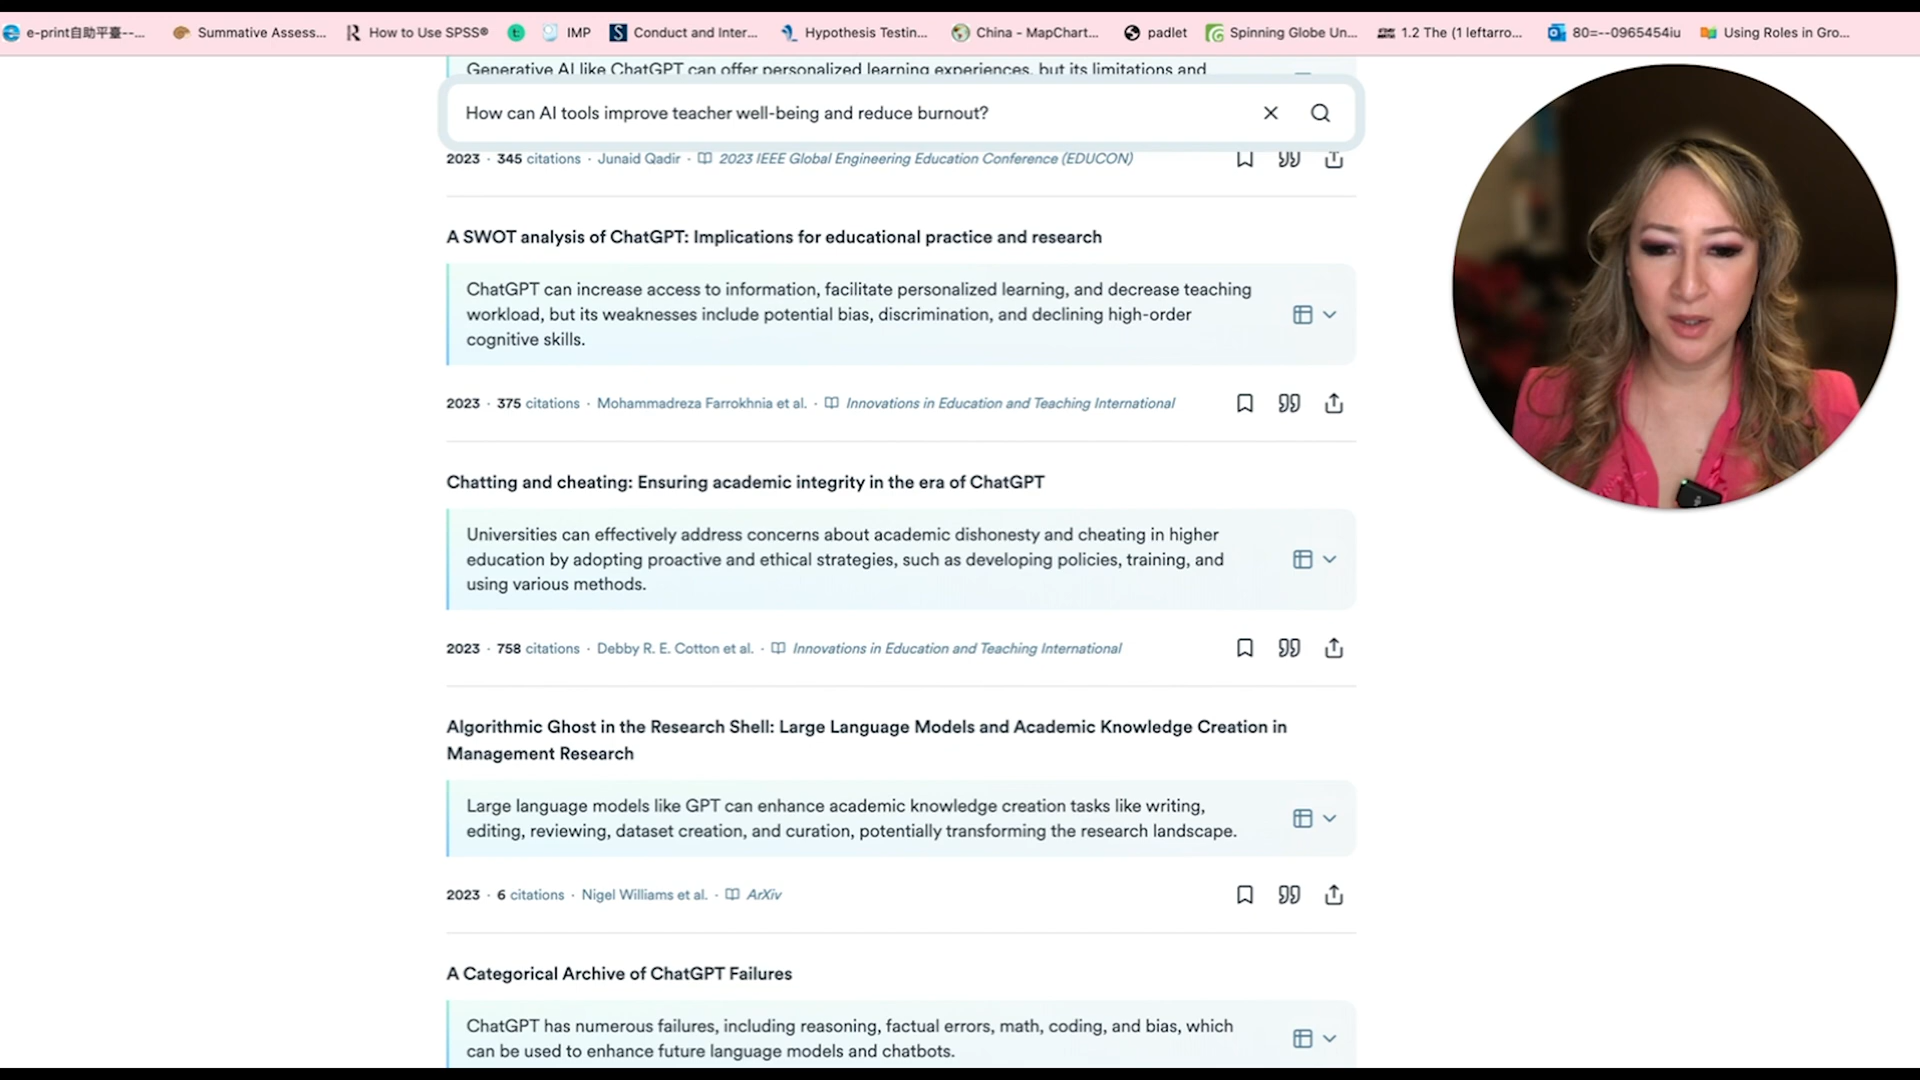 e-print自助平臺--...
Summative Assess...
How to Use SPSS®
IMP
Conduct and Inter...
Hypothesis Testin...
China - MapChart...
padlet
Spinning Globe Un...
1.2 The (1 leftarro...
80=--0965454iu
Using Roles in Gro...
Generative AI like ChatGPT can offer personalized learning experiences, but its limitations and
How can AI tools improve teacher well-being and reduce burnout?
2023 · 345 citations · Junaid Qadir · 2023 IEEE Global Engineering Education Conference (EDUCON)
A SWOT analysis of ChatGPT: Implications for educational practice and research
ChatGPT can increase access to information, facilitate personalized learning, and decrease teaching
workload, but its weaknesses include potential bias, discrimination, and declining high-order
cognitive skills.
2023 · 375 citations · Mohammadreza Farrokhnia et al. · Innovations in Education and Teaching International
Chatting and cheating: Ensuring academic integrity in the era of ChatGPT
Universities can effectively address concerns about academic dishonesty and cheating in higher
education by adopting proactive and ethical strategies, such as developing policies, training, and
using various methods.
2023 · 758 citations · Debby R. E. Cotton et al. · Innovations in Education and Teaching International
Algorithmic Ghost in the Research Shell: Large Language Models and Academic Knowledge Creation in
Management Research
Large language models like GPT can enhance academic knowledge creation tasks like writing,
editing, reviewing, dataset creation, and curation, potentially transforming the research landscape.
2023 · 6 citations · Nigel Williams et al. · ArXiv
A Categorical Archive of ChatGPT Failures
ChatGPT has numerous failures, including reasoning, factual errors, math, coding, and bias, which
can be used to enhance future language models and chatbots.